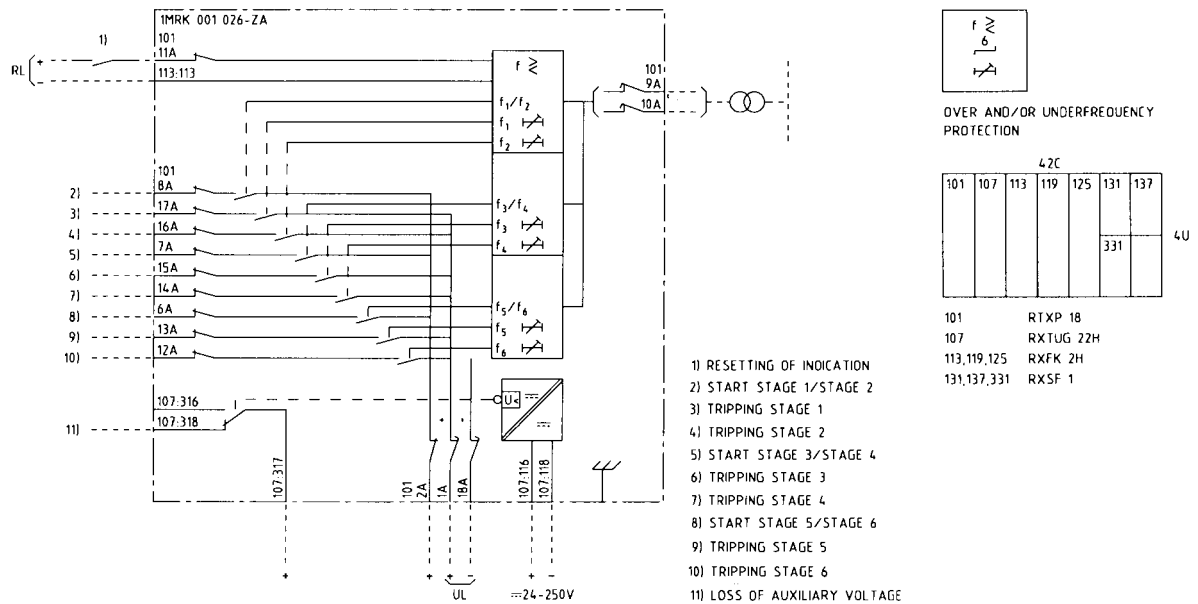 1MRK 001 026-ZA
1)
101
11A
RL
+
-
113:113
f ≷
101
9A
10A
f1/f2
f1
f2
101
2) 8A
3) 17A
4) 16A
5) 7A
6) 15A
7) 14A
8) 6A
9) 13A
10) 12A
f3/f4
f3
f4
f5/f6
f5
f6
107:316
107:318
11)
U<
+ -
107:317
101
2A
1A
18A
107:116
107:118
+ + + - + -
UL
24-250V
1) RESETTING OF INDICATION
2) START STAGE 1/STAGE 2
3) TRIPPING STAGE 1
4) TRIPPING STAGE 2
5) START STAGE 3/STAGE 4
6) TRIPPING STAGE 3
7) TRIPPING STAGE 4
8) START STAGE 5/STAGE 6
9) TRIPPING STAGE 5
10) TRIPPING STAGE 6
11) LOSS OF AUXILIARY VOLTAGE
f ≷
6
OVER AND/OR UNDERFREQUENCY
PROTECTION
42C
101 107 113 119 125 131 137
331
4U
101 RTXP 18
107 RXTUG 22H
113,119,125 RXFK 2H
131,137,331 RXSF 1